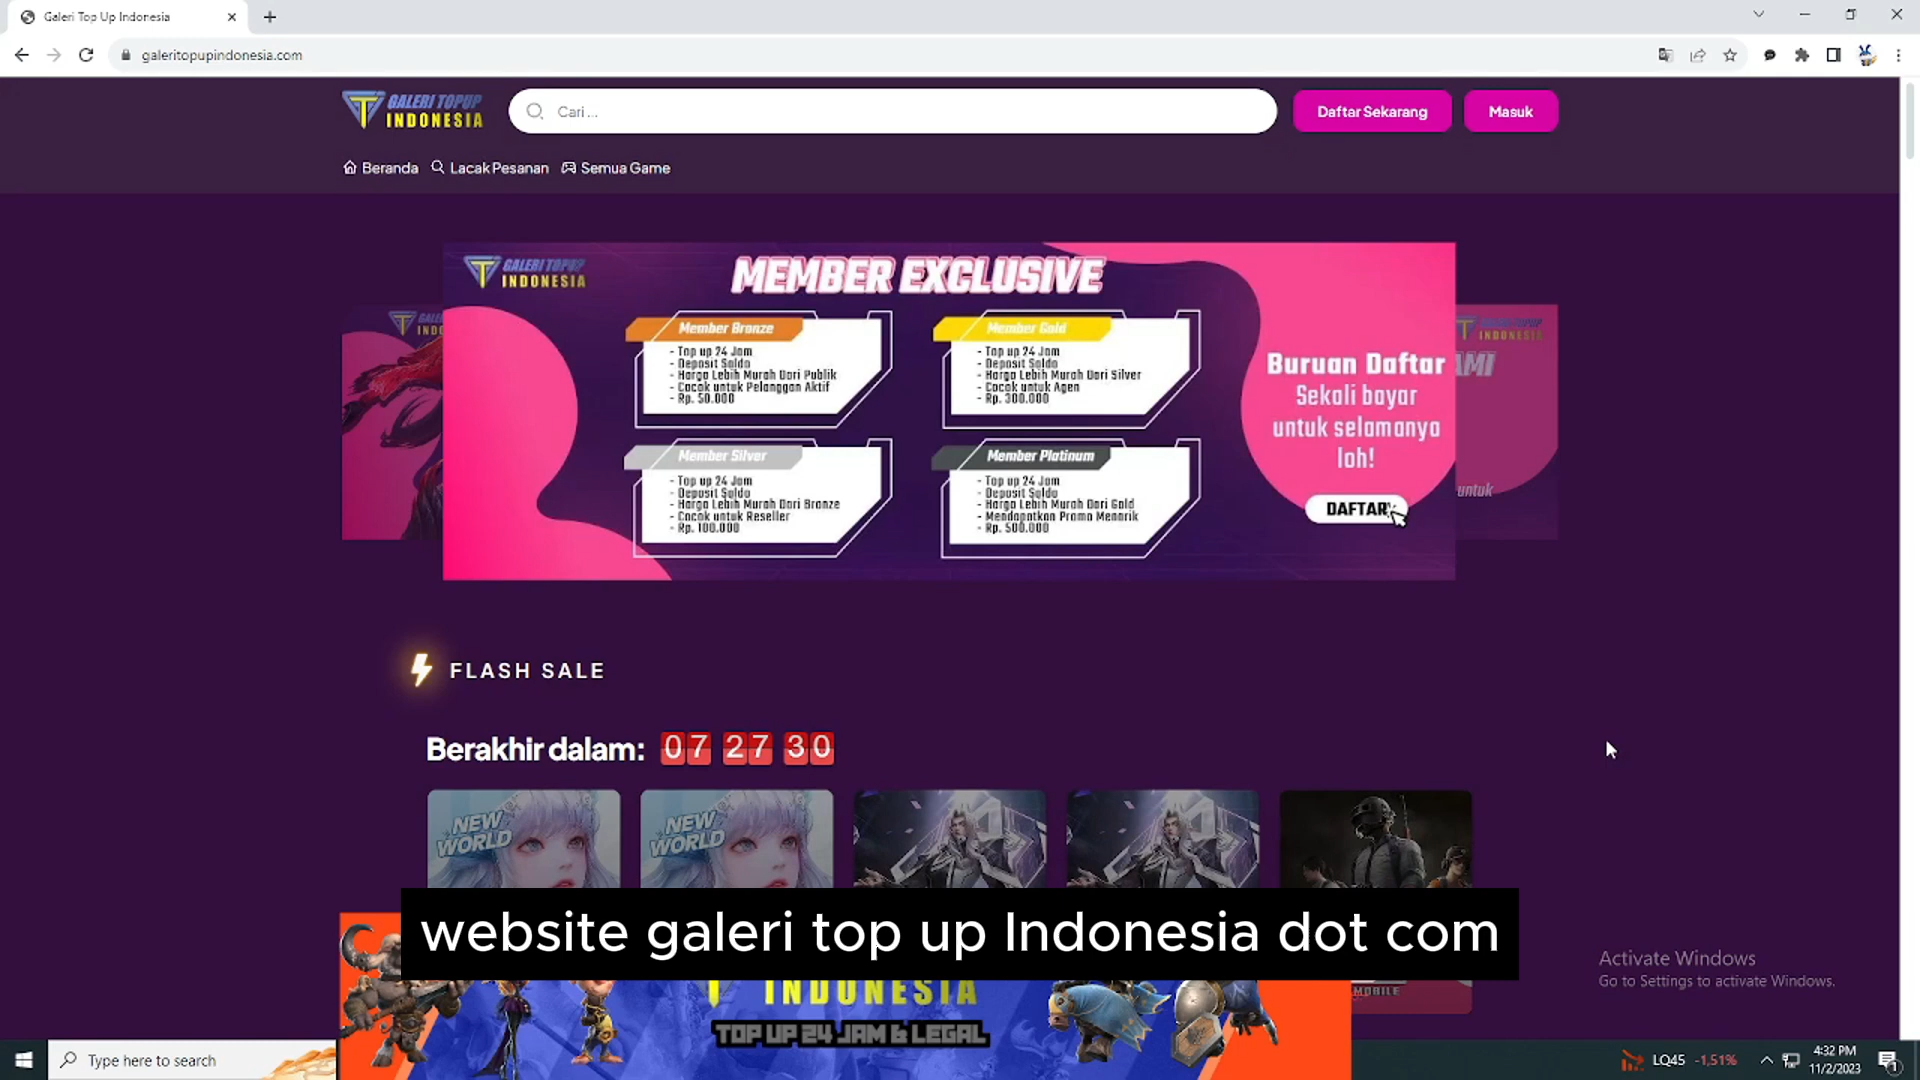 Galeri Top Up Indonesia
galeritopupindonesia.com
GALERI TOPUP
INDONESIA
Cari ...
Daftar Sekarang
Masuk
Beranda
Lacak Pesanan
Semua Game
GALERI TOPUP
INDONESIA
MEMBER EXCLUSIVE
Member Bronze
- Top up 24 Jam
- Deposit Saldo
- Harga Lebih Murah Dari Publik
- Cocok untuk Pelanggan Aktif
- Rp. 50.000
Member Gold
- Top up 24 Jam
- Deposit Saldo
- Harga Lebih Murah Dari Silver
- Cocok untuk Agen
- Rp. 300.000
Member Silver
- Top up 24 Jam
- Deposit Saldo
- Harga Lebih Murah Dari Bronze
- Cocok untuk Reseller
- Rp. 100.000
Member Platinum
- Top up 24 Jam
- Deposit Saldo
- Harga Lebih Murah Dari Gold
- Mendapatkan Promo Menarik
- Rp. 500.000
Buruan Daftar
Sekali bayar
untuk selamanya
loh!
DAFTAR
INDONESIA
untuk
FLASH SALE
Berakhir dalam: 07 27 30
NEW
WORLD
NEW
WORLD
website galeri top up Indonesia dot com
INDONESIA
TOP UP 24 JAM & LEGAL
MOBILE
Activate Windows
Go to Settings to activate Windows.
Type here to search
LQ45 -1,51%
4:32 PM
11/2/2023